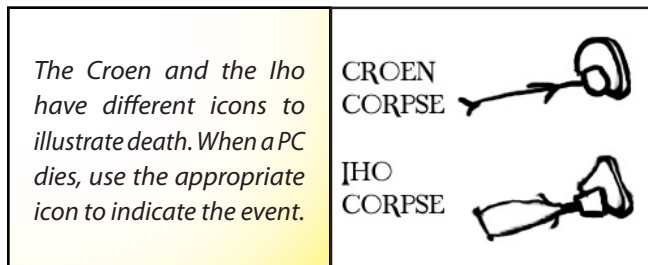 The Croen and the Iho
have different icons to
illustrate death. When a PC
dies, use the appropriate
icon to indicate the event.
CROEN
CORPSE
IHO
CORPSE